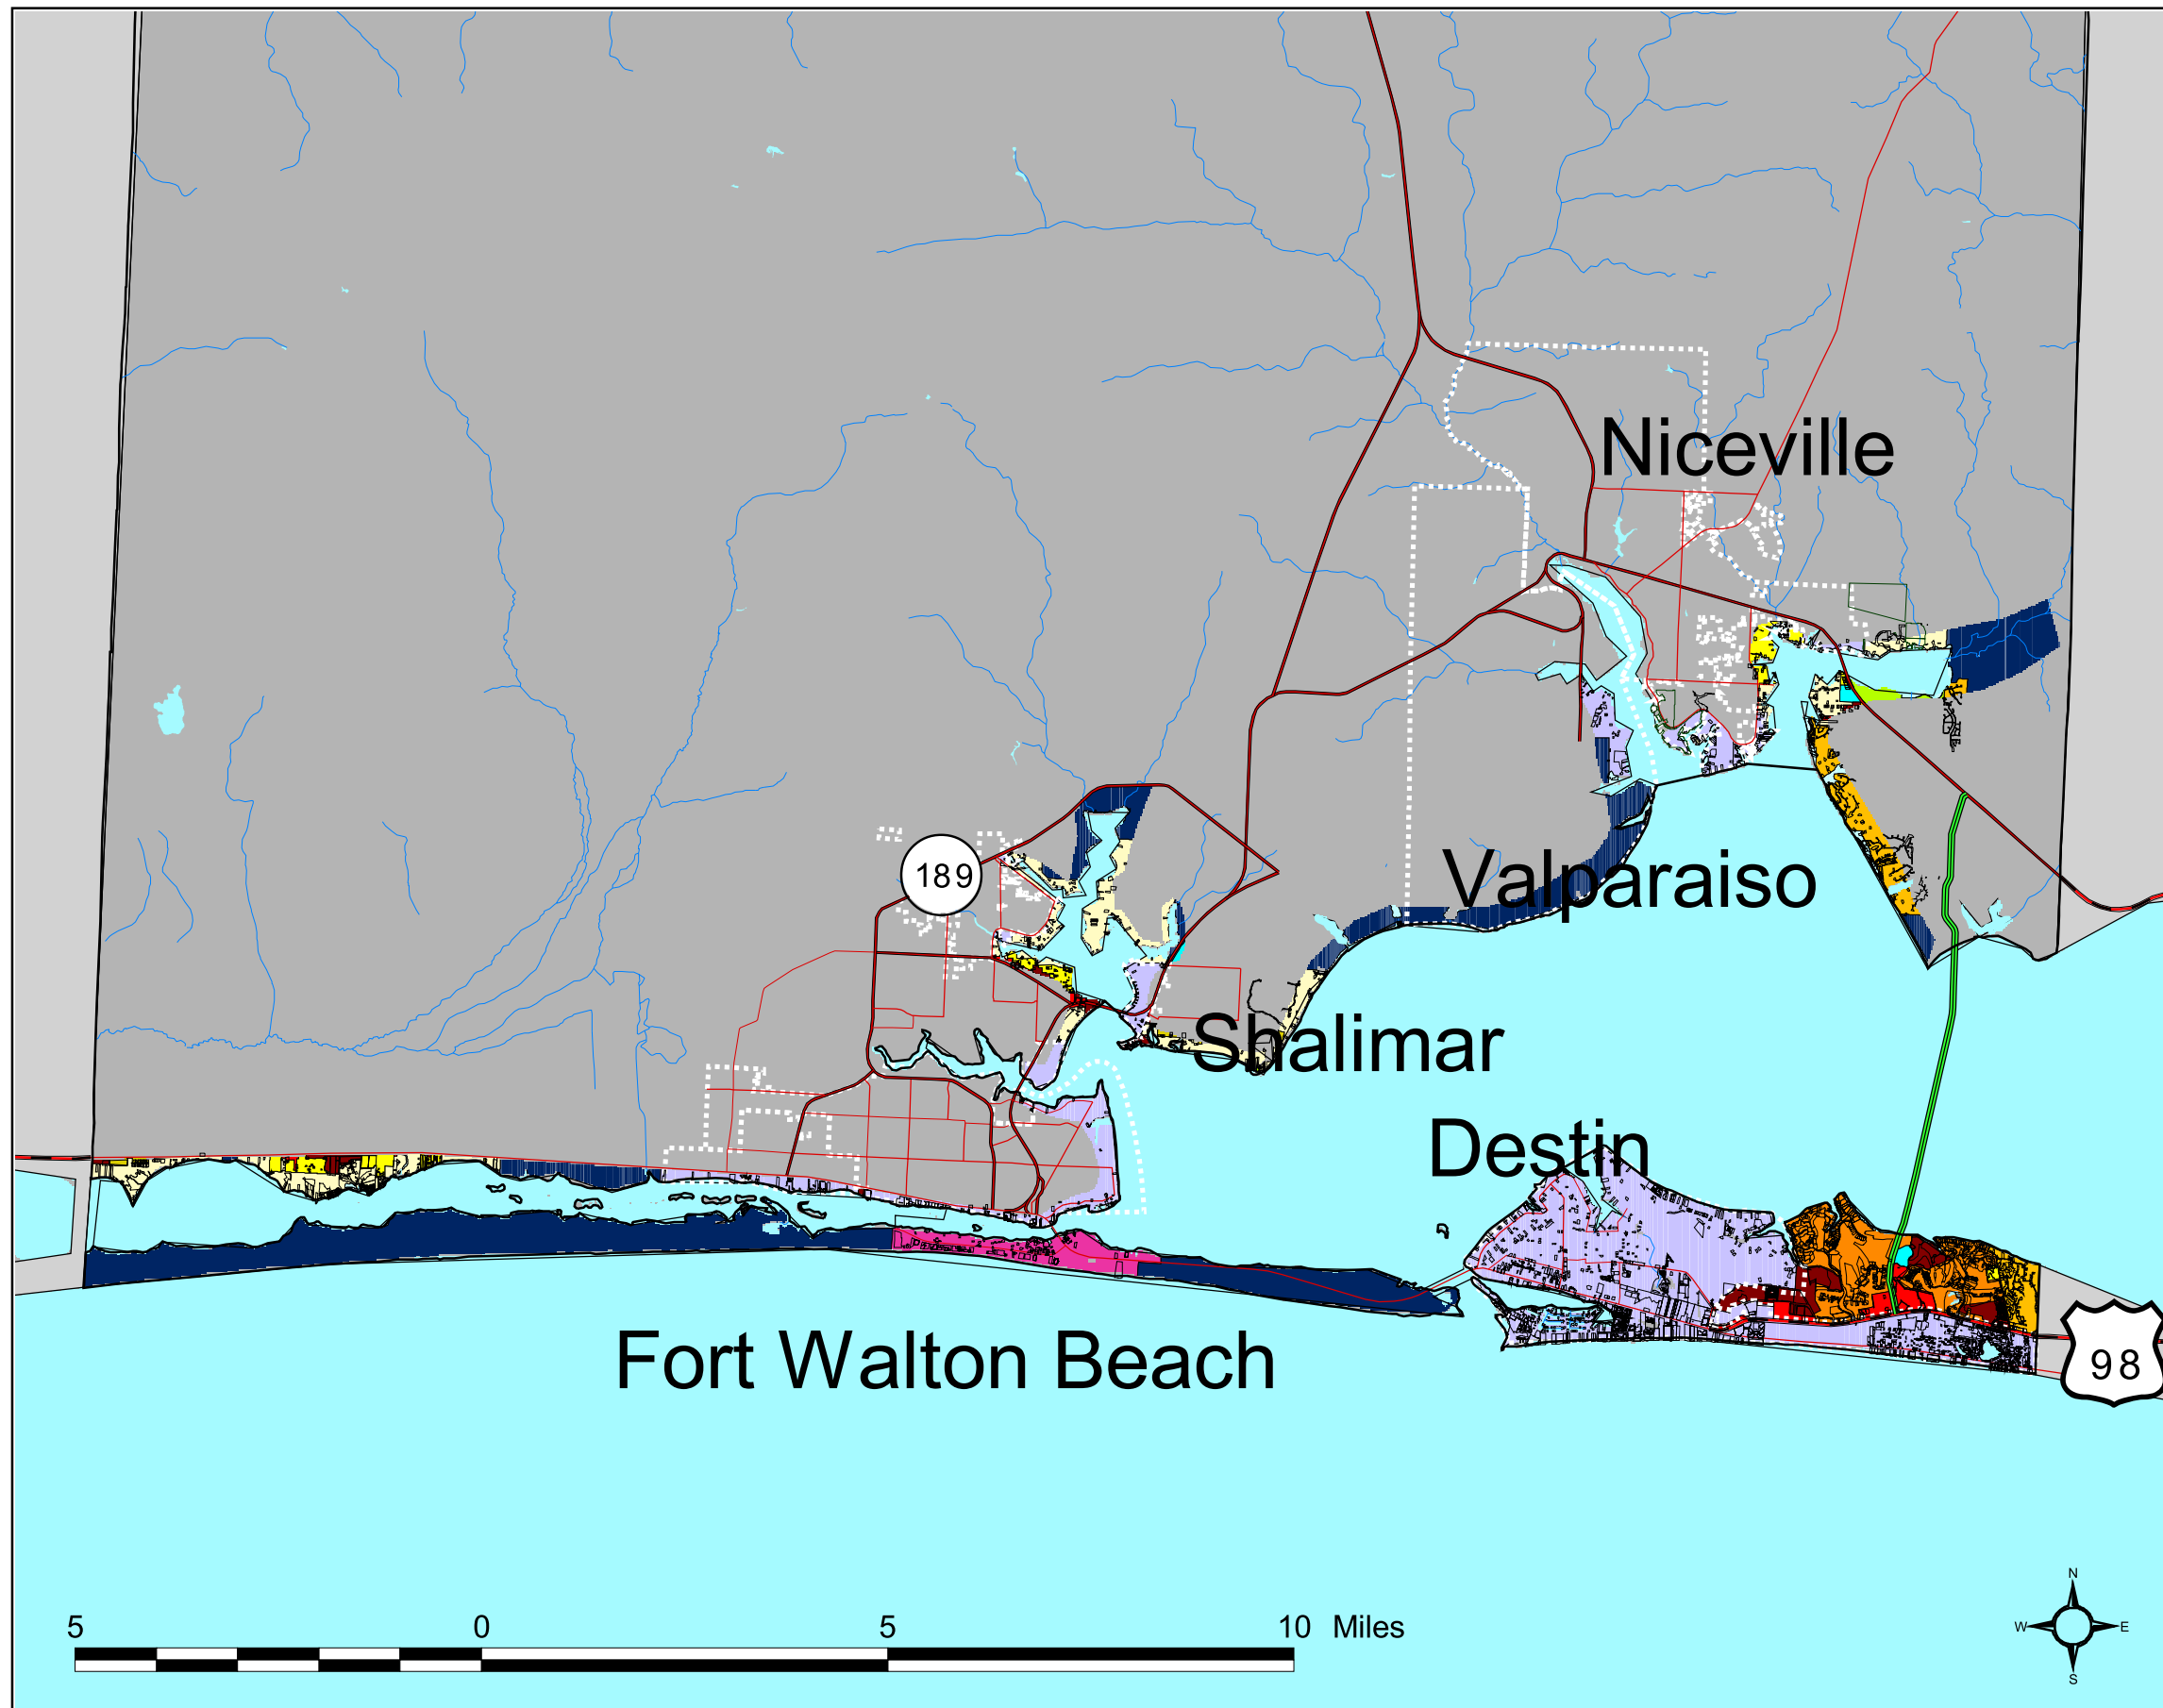 Niceville
189
Valparaiso
Shalimar
Destin
Fort Walton Beach
98
N
W E
S
5 0 5 10 Miles